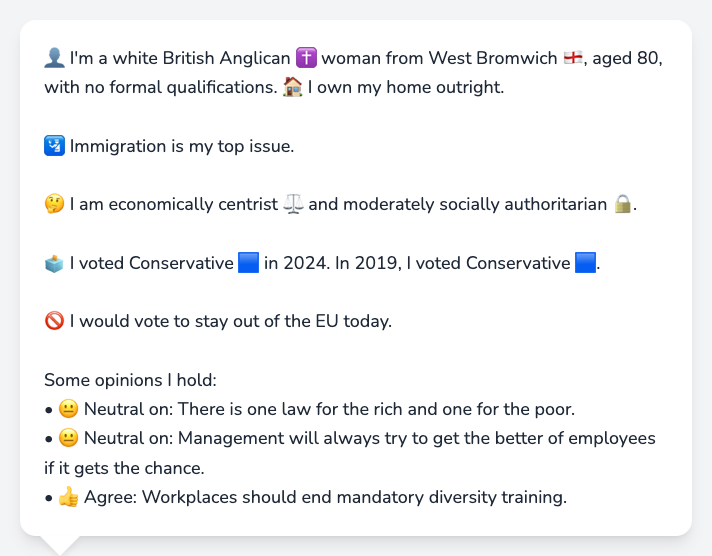 👤 I'm a white British Anglican ✝️ woman from West Bromwich 🏴󠁧󠁢󠁥󠁮󠁧󠁿, aged 80,
with no formal qualifications. 🏠 I own my home outright.
🛂 Immigration is my top issue.
🤔 I am economically centrist ⚖️ and moderately socially authoritarian 🔒.
🗳️ I voted Conservative 🟦 in 2024. In 2019, I voted Conservative 🟦.
🚫 I would vote to stay out of the EU today.
Some opinions I hold:
• 😐 Neutral on: There is one law for the rich and one for the poor.
• 😐 Neutral on: Management will always try to get the better of employees
if it gets the chance.
• 👍 Agree: Workplaces should end mandatory diversity training.